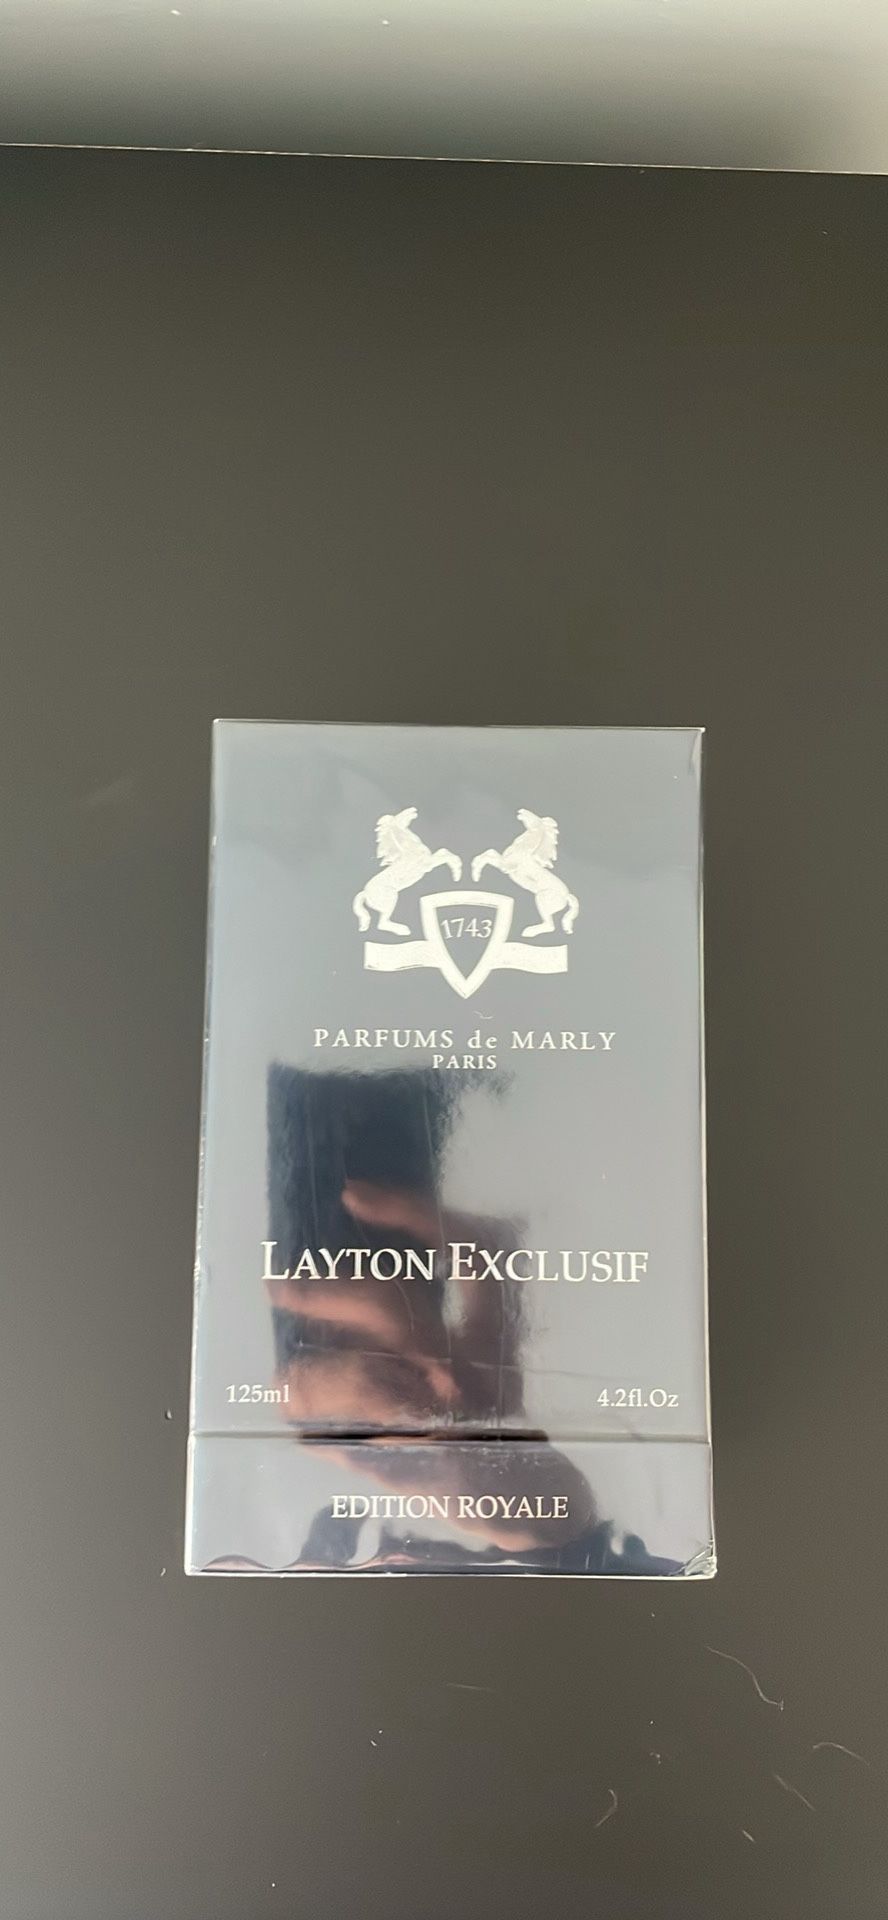 1743
PARFUMS de MARLY
PARIS
LAYTON EXCLUSIF
125ml 4.2fl.Oz
EDITION ROYALE